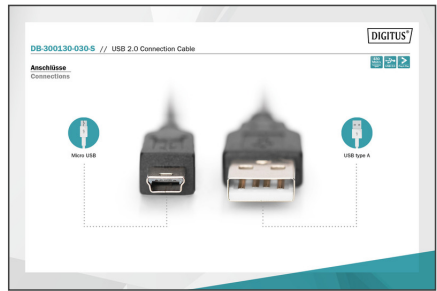 DIGITUS®
DB-300130-030-S // USB 2.0 Connection Cable
Anschlüsse
Connections
Micro USB
USB type A